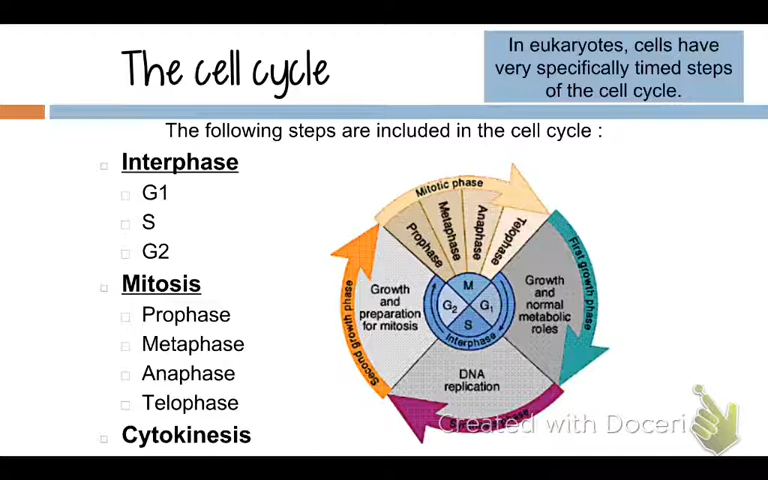 The cell cycle
In eukaryotes, cells have
very specifically timed steps
of the cell cycle.
The following steps are included in the cell cycle :
Interphase
G1
S
G2
Mitosis
Prophase
Metaphase
Anaphase
Telophase
Cytokinesis
Mitotic phase
Prophase
Metaphase
Anaphase
Telophase
First growth phase
Growth
and
normal
metabolic
roles
Growth
and
preparation
for mitosis
Second growth phase
M
G2
G1
S
Interphase
DNA
replication
phase
Created with Doceri